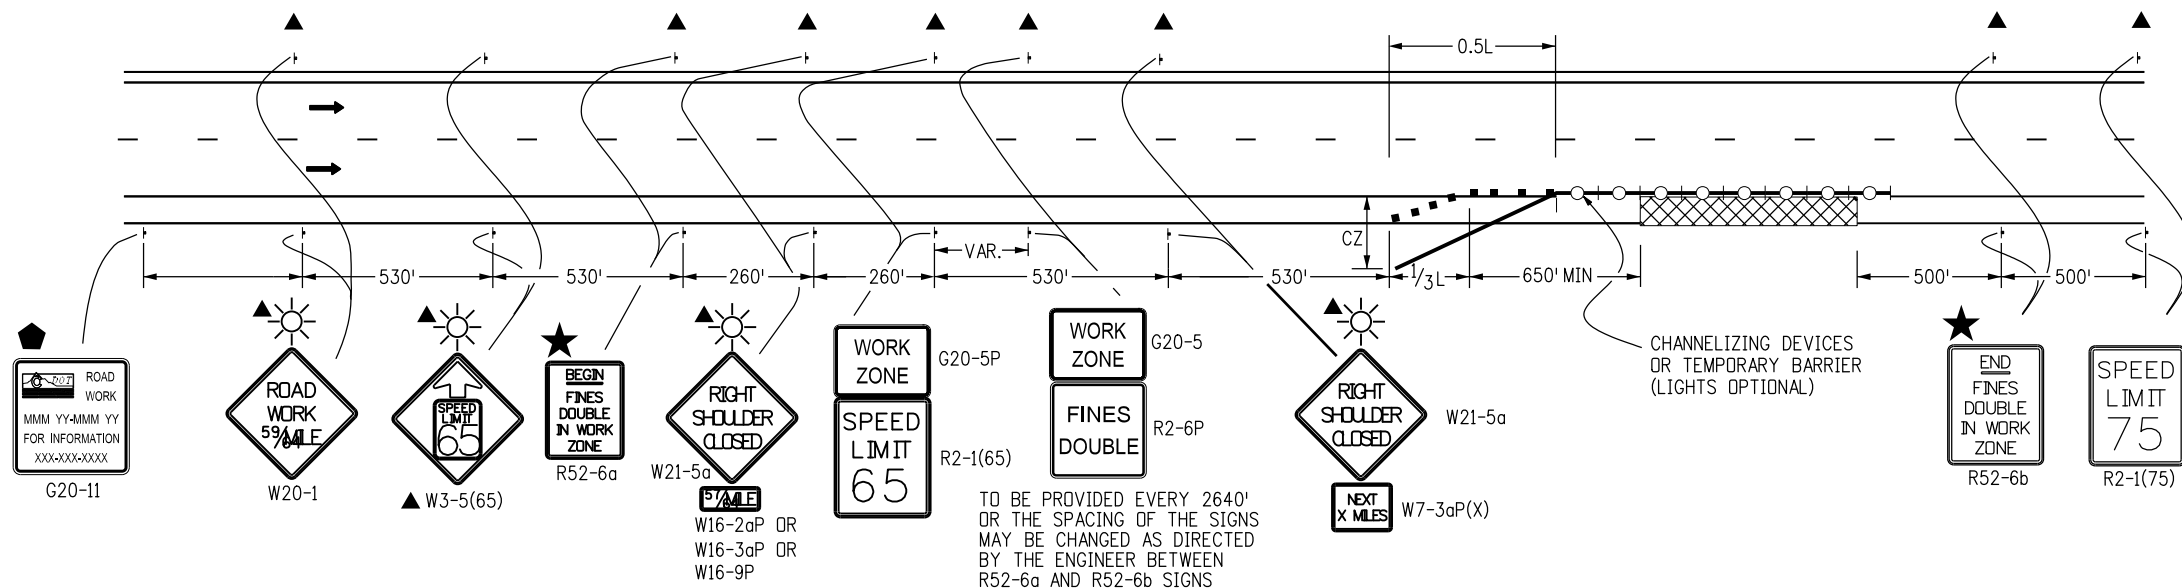 0.5L
CZ
VAR.
530'
530'
260'
260'
530'
530'
1/3 L
650' MIN
500'
500'
DOT
ROAD
WORK
MMM YY-MMM YY
FOR INFORMATION
XXX-XXX-XXXX
G20-11
ROAD
WORK
MILE
W20-1
SPEED
LIMIT
65
W3-5(65)
BEGIN
FINES
DOUBLE
IN WORK
ZONE
R52-6a
RIGHT
SHOULDER
CLOSED
W21-5a
MILE
W16-2aP OR
W16-3aP OR
W16-9P
WORK
ZONE
G20-5P
SPEED
LIMIT
65
R2-1(65)
WORK
ZONE
G20-5
FINES
DOUBLE
R2-6P
TO BE PROVIDED EVERY 2640'
OR THE SPACING OF THE SIGNS
MAY BE CHANGED AS DIRECTED
BY THE ENGINEER BETWEEN
R52-6a AND R52-6b SIGNS
RIGHT
SHOULDER
CLOSED
W21-5a
NEXT
X MILES
W7-3aP(X)
CHANNELIZING DEVICES
OR TEMPORARY BARRIER
(LIGHTS OPTIONAL)
END
FINES
DOUBLE
IN WORK
ZONE
R52-6b
SPEED
LIMIT
75
R2-1(75)